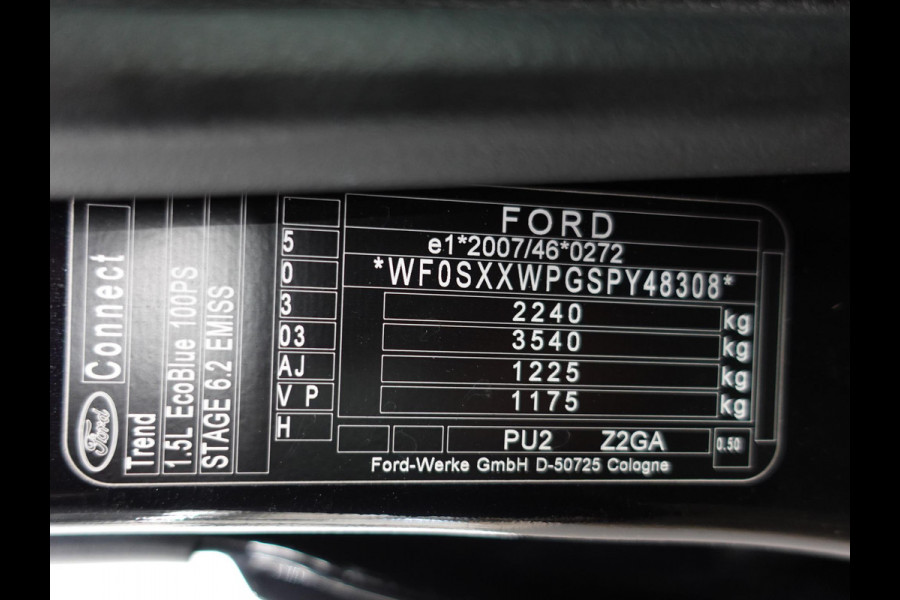 Connect
Ford
Trend
1.5L EcoBlue 100PS
STAGE 6.2 EMISS
5
0
3
03
AJ
V P
H
FORD
e1*2007/46*0272
*WF0SXXWPGSPY48308*
2240 kg
3540 kg
1225 kg
1175 kg
PU2 Z2GA 0.50
Ford-Werke GmbH D-50725 Cologne